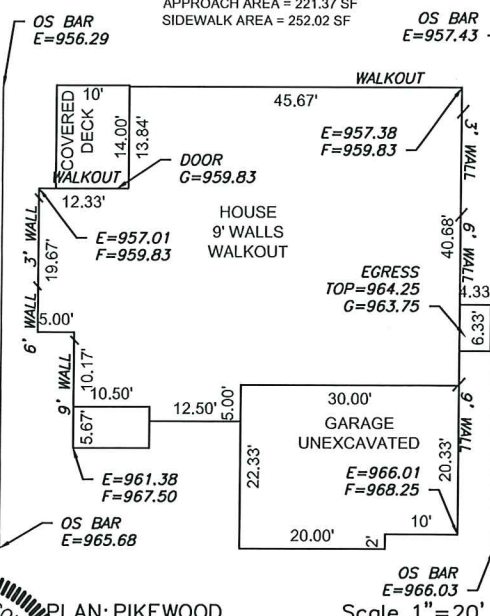 APPROACH AREA = 221.37 SF
SIDEWALK AREA = 252.02 SF
OS BAR
E=956.29
OS BAR
E=957.43
WALKOUT
10'
45.67'
COVERED
DECK
14.00'
13.84'
E=957.38
F=959.83
3' WALL
DOOR
G=959.83
WALKOUT
12.33'
HOUSE
9' WALLS
WALKOUT
3' WALL
19.67'
E=957.01
F=959.83
6' WALL
40.68'
EGRESS
TOP=964.25
G=963.75
4.33
6.33'
6' WALL
5.00'
9' WALL
10.17'
10.50'
12.50'
5.00'
30.00'
5.67'
GARAGE
UNEXCAVATED
9' WALL
22.33'
20.33'
E=961.38
F=967.50
E=966.01
F=968.25
OS BAR
E=965.68
20.00'
2'
10'
OS BAR
E=966.03
PLAN: PIKEWOOD
Scale 1"=20'